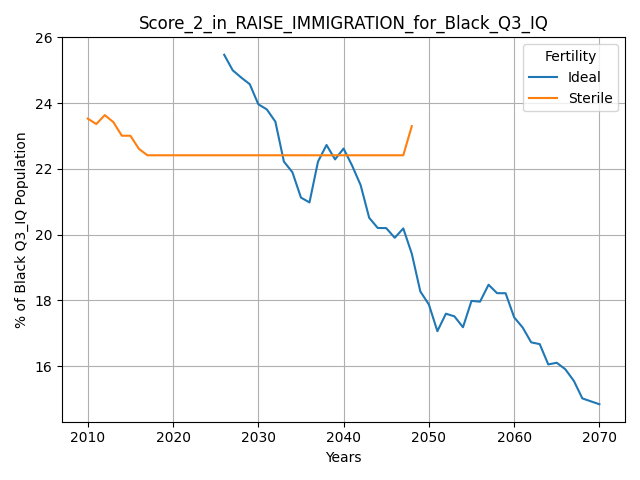 Score_2_in_RAISE_IMMIGRATION_for_Black_Q3_IQ
% of Black Q3_IQ Population
26
24
22
20
18
16
Fertility
Ideal
Sterile
2010 2020 2030 2040 2050 2060 2070
Years